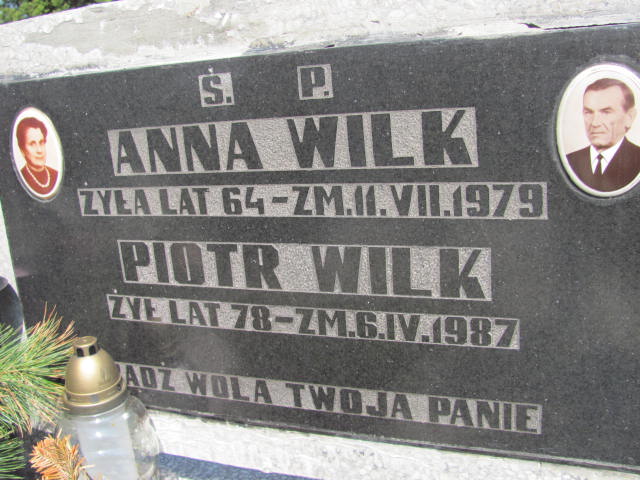 Ś. P.
ANNA WILK
ŻYŁA LAT 64-ZM.11.VII.1979
PIOTR WILK
ŻYŁ LAT 78-ZM.6.IV.1987
WOLA TWOJA PANIE